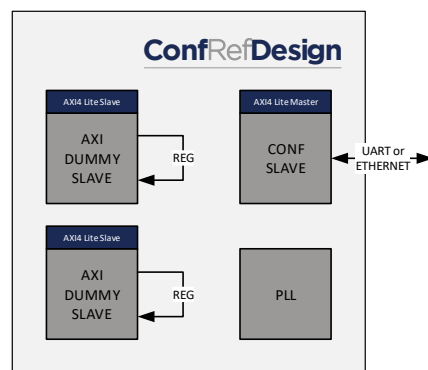 ConfRefDesign
AXI4 Lite Slave
AXI
DUMMY
SLAVE
REG
AXI4 Lite Master
CONF
SLAVE
UART or
ETHERNET
AXI4 Lite Slave
AXI
DUMMY
SLAVE
REG
PLL